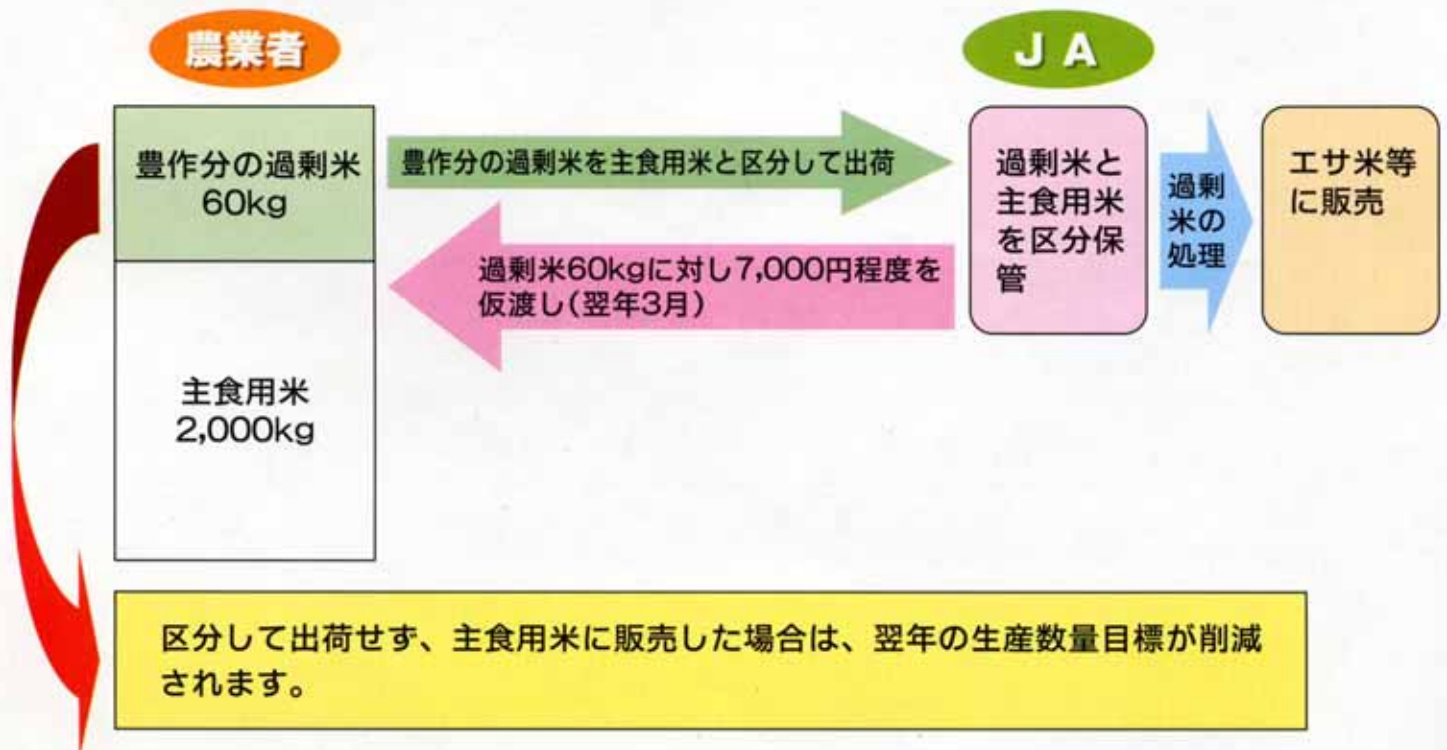 農業者
JA
豊作分の過剰米
60kg
主食用米
2,000kg
豊作分の過剰米を主食用米と区分して出荷
過剰米60kgに対し7,000円程度を
仮渡し(翌年3月)
過剰米と
主食用米
を区分保
管
過剰
米の
処理
エサ米等
に販売
区分して出荷せず、主食用米に販売した場合は、翌年の生産数量目標が削減
されます。